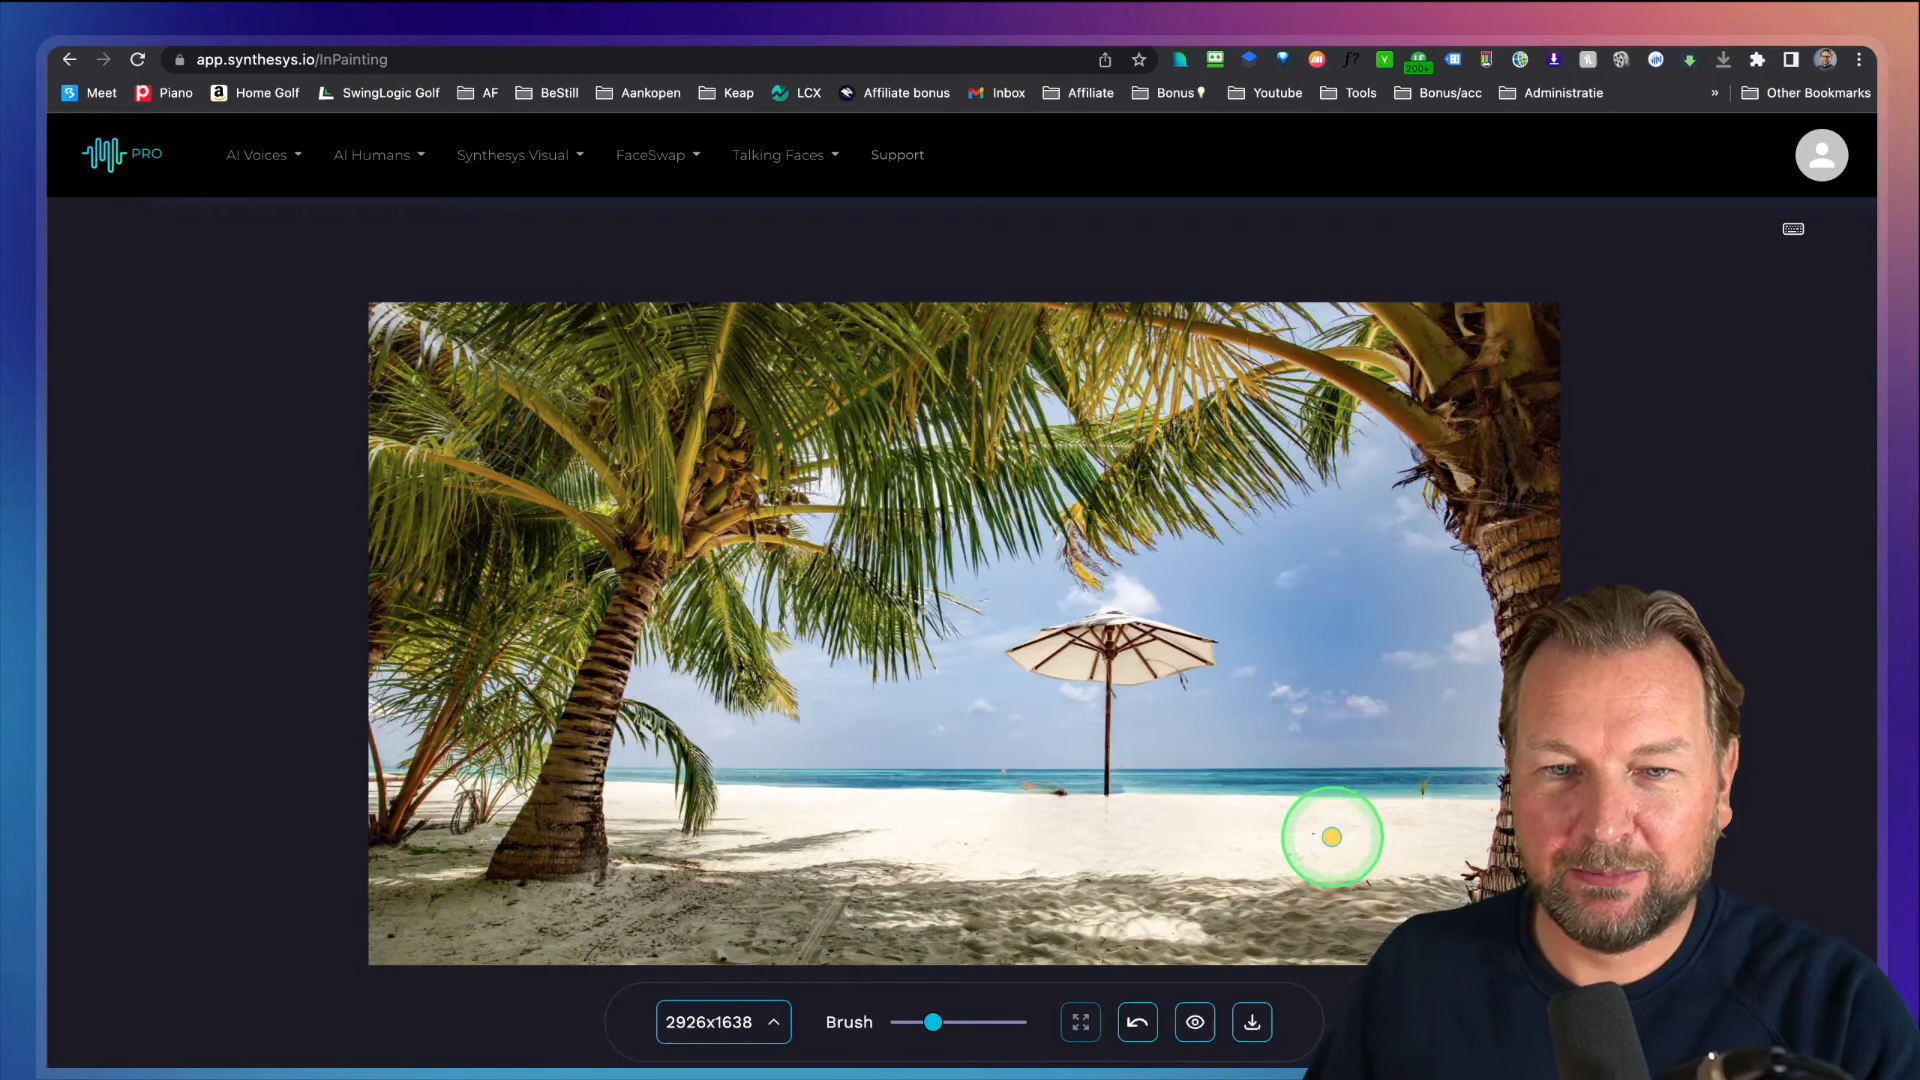 app.synthesys.io/InPainting
200+
Meet Piano Home Golf SwingLogic Golf AF BeStill Aankopen Keap LCX Affiliate bonus Inbox Affiliate Bonus Youtube Tools Bonus/acc Administratie » Other Bookmarks
PRO AI Voices AI Humans Synthesys Visual FaceSwap Talking Faces Support
2926x1638 Brush